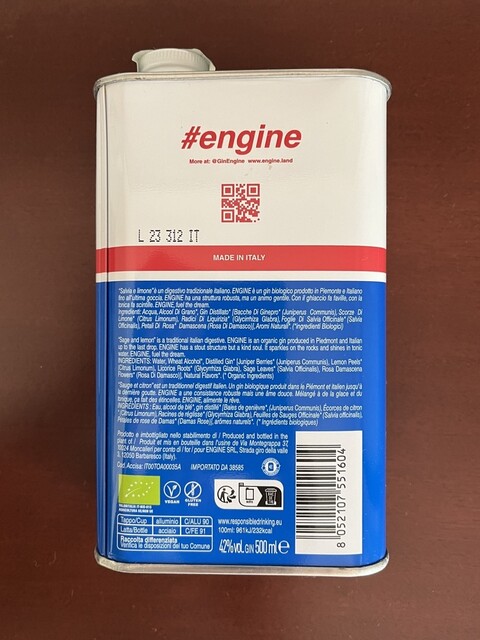 #engine
More at: @GinEngine www.engine.land
L 23 312 IT
MADE IN ITALY
"Salvia e limone" è un digestivo tradizionale italiano. ENGINE è un gin biologico prodotto in Piemonte e Italiano
fino all'ultima goccia. ENGINE ha una struttura robusta, ma un animo gentile. Con il ghiaccio fa faville, con la
tonica fa scintille. ENGINE, fuel the dream.
Ingredienti: Acqua, Alcool Di Grano*, Gin Distillato* [Bacche Di Ginepro* (Juniperus Communis), Scorze Di
Limone* (Citrus Limonum), Radici Di Liquirizia* (Glycirrhiza Glabra), Foglie Di Salvia Officinale* (Salvia
Officinalis), Petali Di Rosa* Damascena (Rosa Di Damasco)], Aromi Naturali*. (*Ingredienti Biologici)
"Sage and lemon" is a traditional italian digestive. ENGINE is an organic gin produced in Piedmont and Italian
up to the last drop. ENGINE has a stout structure but a kind soul. It sparkles on the rocks and shines in tonic
water. ENGINE, fuel the dream.
INGREDIENTS: Water, Wheat Alcohol*, Distilled Gin* [Juniper Berries* (Juniperus Communis), Lemon Peels*
(Citrus Limonum), Licorice Roots* (Glycyrrhiza Glabra), Sage Leaves* (Salvia Officinalis), Rosa Damascena
Flowers* (Rosa Di Damasco)], Natural Flavors*. (* Organic Ingredients)
"Sauge et citron" est un traditionnel digestif italien. Un gin biologique produit dans le Piémont et italien jusqu'à
la dernière goutte. ENGINE a une consistance robuste mais une âme douce. Mélangé à de la glace et du
tonique, ça fait des étincelles. ENGINE, alimente le rêve.
INGRÉDIENTS: Eau, alcool de blé*, gin distillé* [Baies de genièvre*, (Juniperus Communis), Écorces de citron
*(Citrus Limonum), Racines de réglisse* (Glycyrrhiza Glabra), Feuilles de Sauges Officinale* (Salvia Officinalis),
Pétales de rose de Damas* (Damas Rose)], arômes naturels*. (* Ingrédients biologiques)
Prodotto e imbottigliato nello stabilimento di / Produced and bottled in the
plant of / Produit et mis en bouteille dans l'usine de Via Montegrappa 37,
10024 Moncalieri per conto di / for / pour ENGINE SRL, Strada giro della valle
3, 12050 Barbaresco (Italy).
Cod. Accisa: IT00TOA00035A IMPORTATO DA 38585
VEGAN
GLUTEN
FREE
Tappo/Cup alluminio C/ALU 90
Latta/Bottle acciaio C/FE 91
Raccolta differenziata
Verifica le disposizioni del tuo Comune
www.responsibledrinking.eu
100ml: 961kJ/232kcal
42%vol. GIN 500 ml e
8 052107 551604